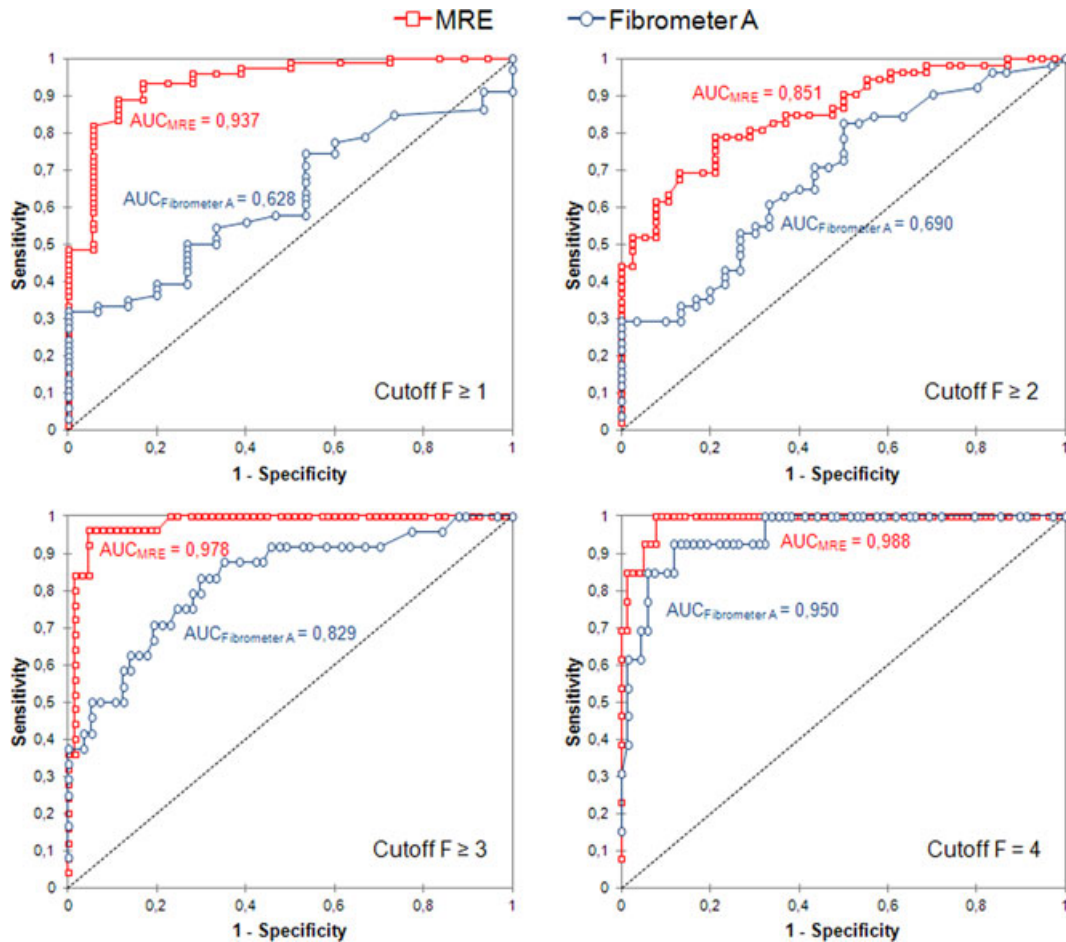 MRE Fibrometer A
1
0,9
0,8
0,7
0,6
0,5
0,4
0,3
0,2
0,1
0
Sensitivity
AUCMRE = 0,937
AUCFibrometer A = 0,628
Cutoff F ≥ 1
0 0,2 0,4 0,6 0,8 1
1 - Specificity
1
0,9
0,8
0,7
0,6
0,5
0,4
0,3
0,2
0,1
0
Sensitivity
AUCMRE = 0,851
AUCFibrometer A = 0,690
Cutoff F ≥ 2
0 0,2 0,4 0,6 0,8 1
1 - Specificity
1
0,9
0,8
0,7
0,6
0,5
0,4
0,3
0,2
0,1
0
Sensitivity
AUCMRE = 0,978
AUCFibrometer A = 0,829
Cutoff F ≥ 3
0 0,2 0,4 0,6 0,8 1
1 - Specificity
1
0,9
0,8
0,7
0,6
0,5
0,4
0,3
0,2
0,1
0
Sensitivity
AUCMRE = 0,988
AUCFibrometer A = 0,950
Cutoff F = 4
0 0,2 0,4 0,6 0,8 1
1 - Specificity